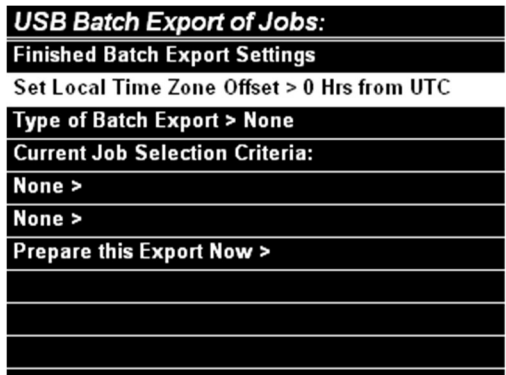 USB Batch Export of Jobs:
Finished Batch Export Settings
Set Local Time Zone Offset > 0 Hrs from UTC
Type of Batch Export > None
Current Job Selection Criteria:
None >
None >
Prepare this Export Now >